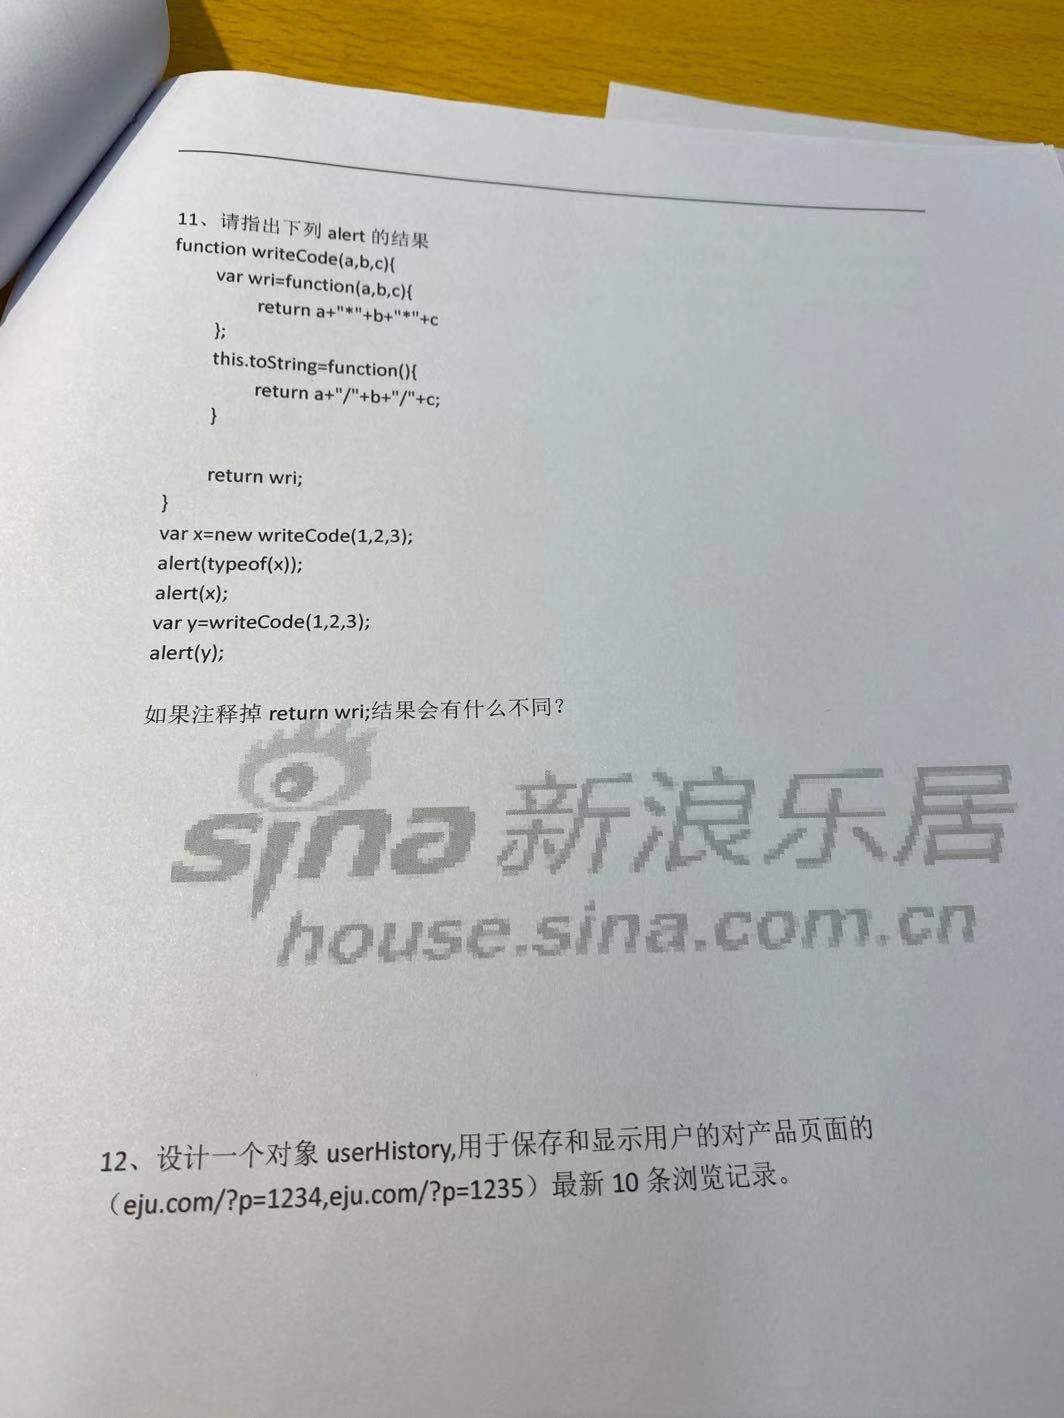 11、请指出下列 alert 的结果
function writeCode(a,b,c){
var wri=function(a,b,c){
return a+"*"+b+"*"+c
};
this.toString=function(){
return a+"/"+b+"/"+c;
}
return wri;
}
var x=new writeCode(1,2,3);
alert(typeof(x));
alert(x);
var y=writeCode(1,2,3);
alert(y);
如果注释掉 return wri;结果会有什么不同?
sina 新浪乐居
house.sina.com.cn
12、设计一个对象 userHistory,用于保存和显示用户的对产品页面的
（eju.com/?p=1234,eju.com/?p=1235）最新 10 条浏览记录。